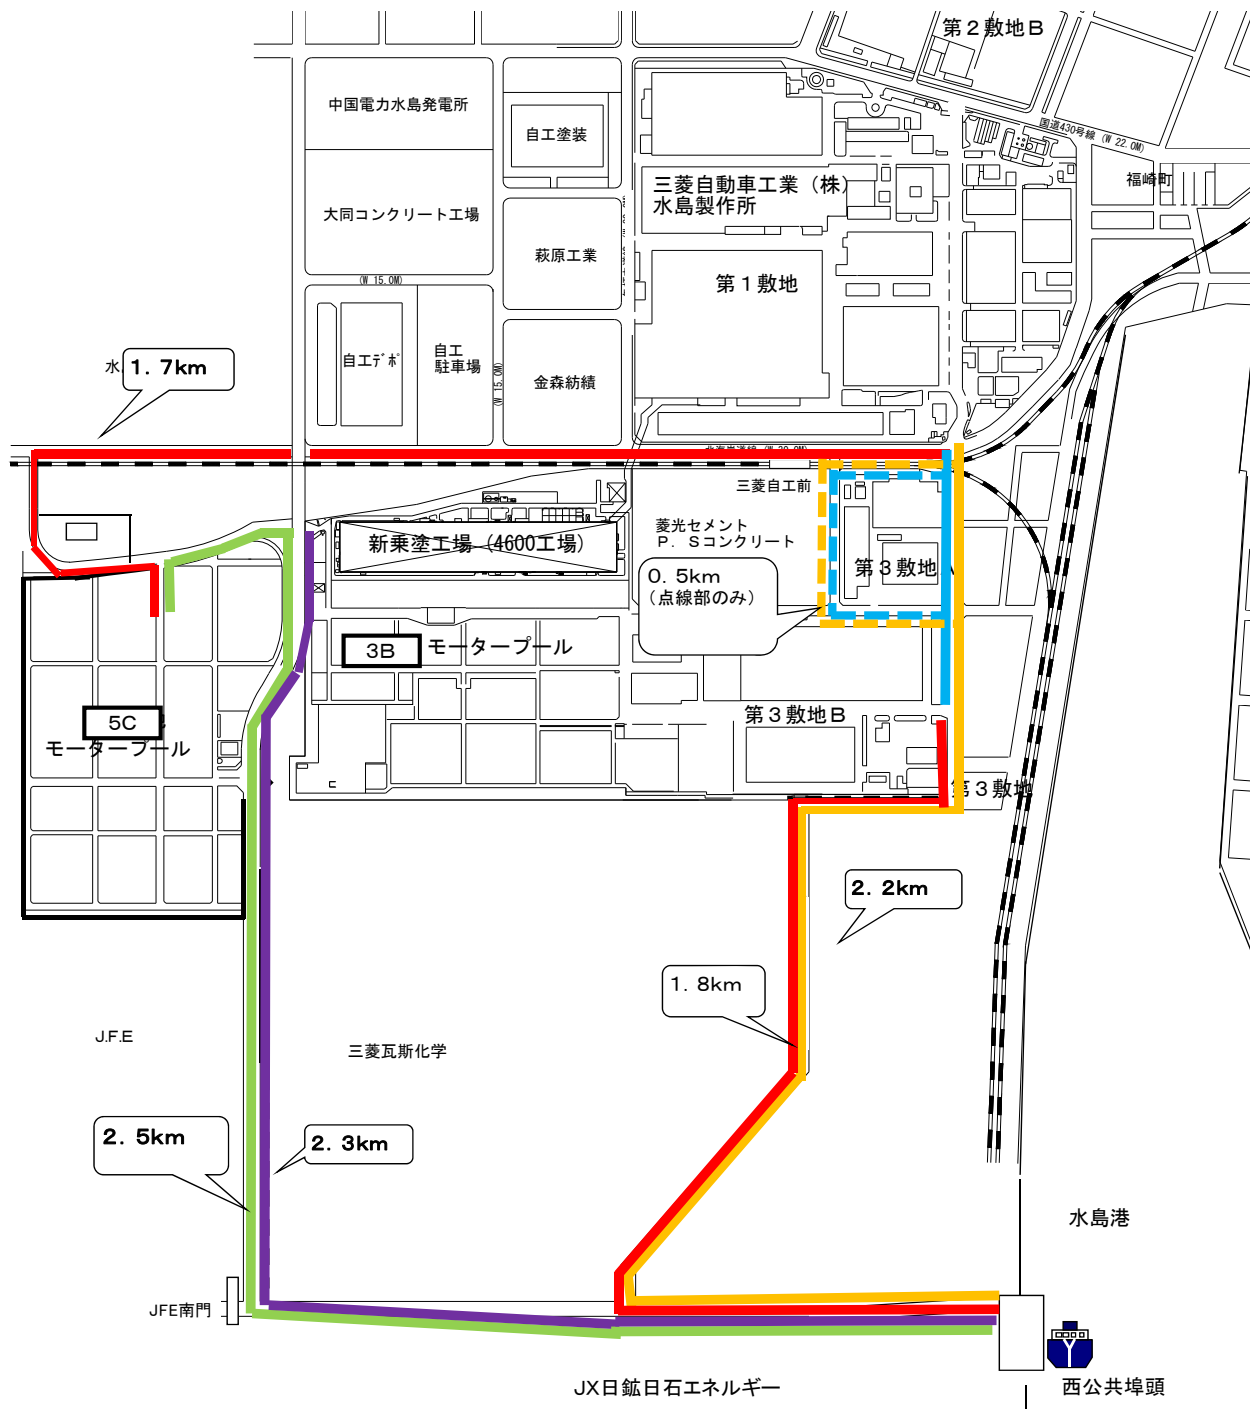 第２敷地Ｂ
中国電力水島発電所
自工塗装
国道430号線 (W 22.0M)
福崎町
三菱自動車工業（株）
水島製作所
大同コンクリート工場
萩原工業
第１敷地
(W 15.0M)
自工ﾃﾞﾎﾟ
自工
駐車場
(W 15.0M)
金森紡績
水
１．７ｋｍ
三菱自工前
菱光セメント
Ｐ．Ｓコンクリート
新乗塗工場（4600工場）
第３敷地
０．５ｋｍ
（点線部のみ）
3B
モータープール
5C
モータープール
第３敷地Ｂ
第３敷地
２．２ｋｍ
１．８ｋｍ
J.F.E
三菱瓦斯化学
２．５ｋｍ
２．３ｋｍ
水島港
JFE南門
JX日鉱日石エネルギー
西公共埠頭